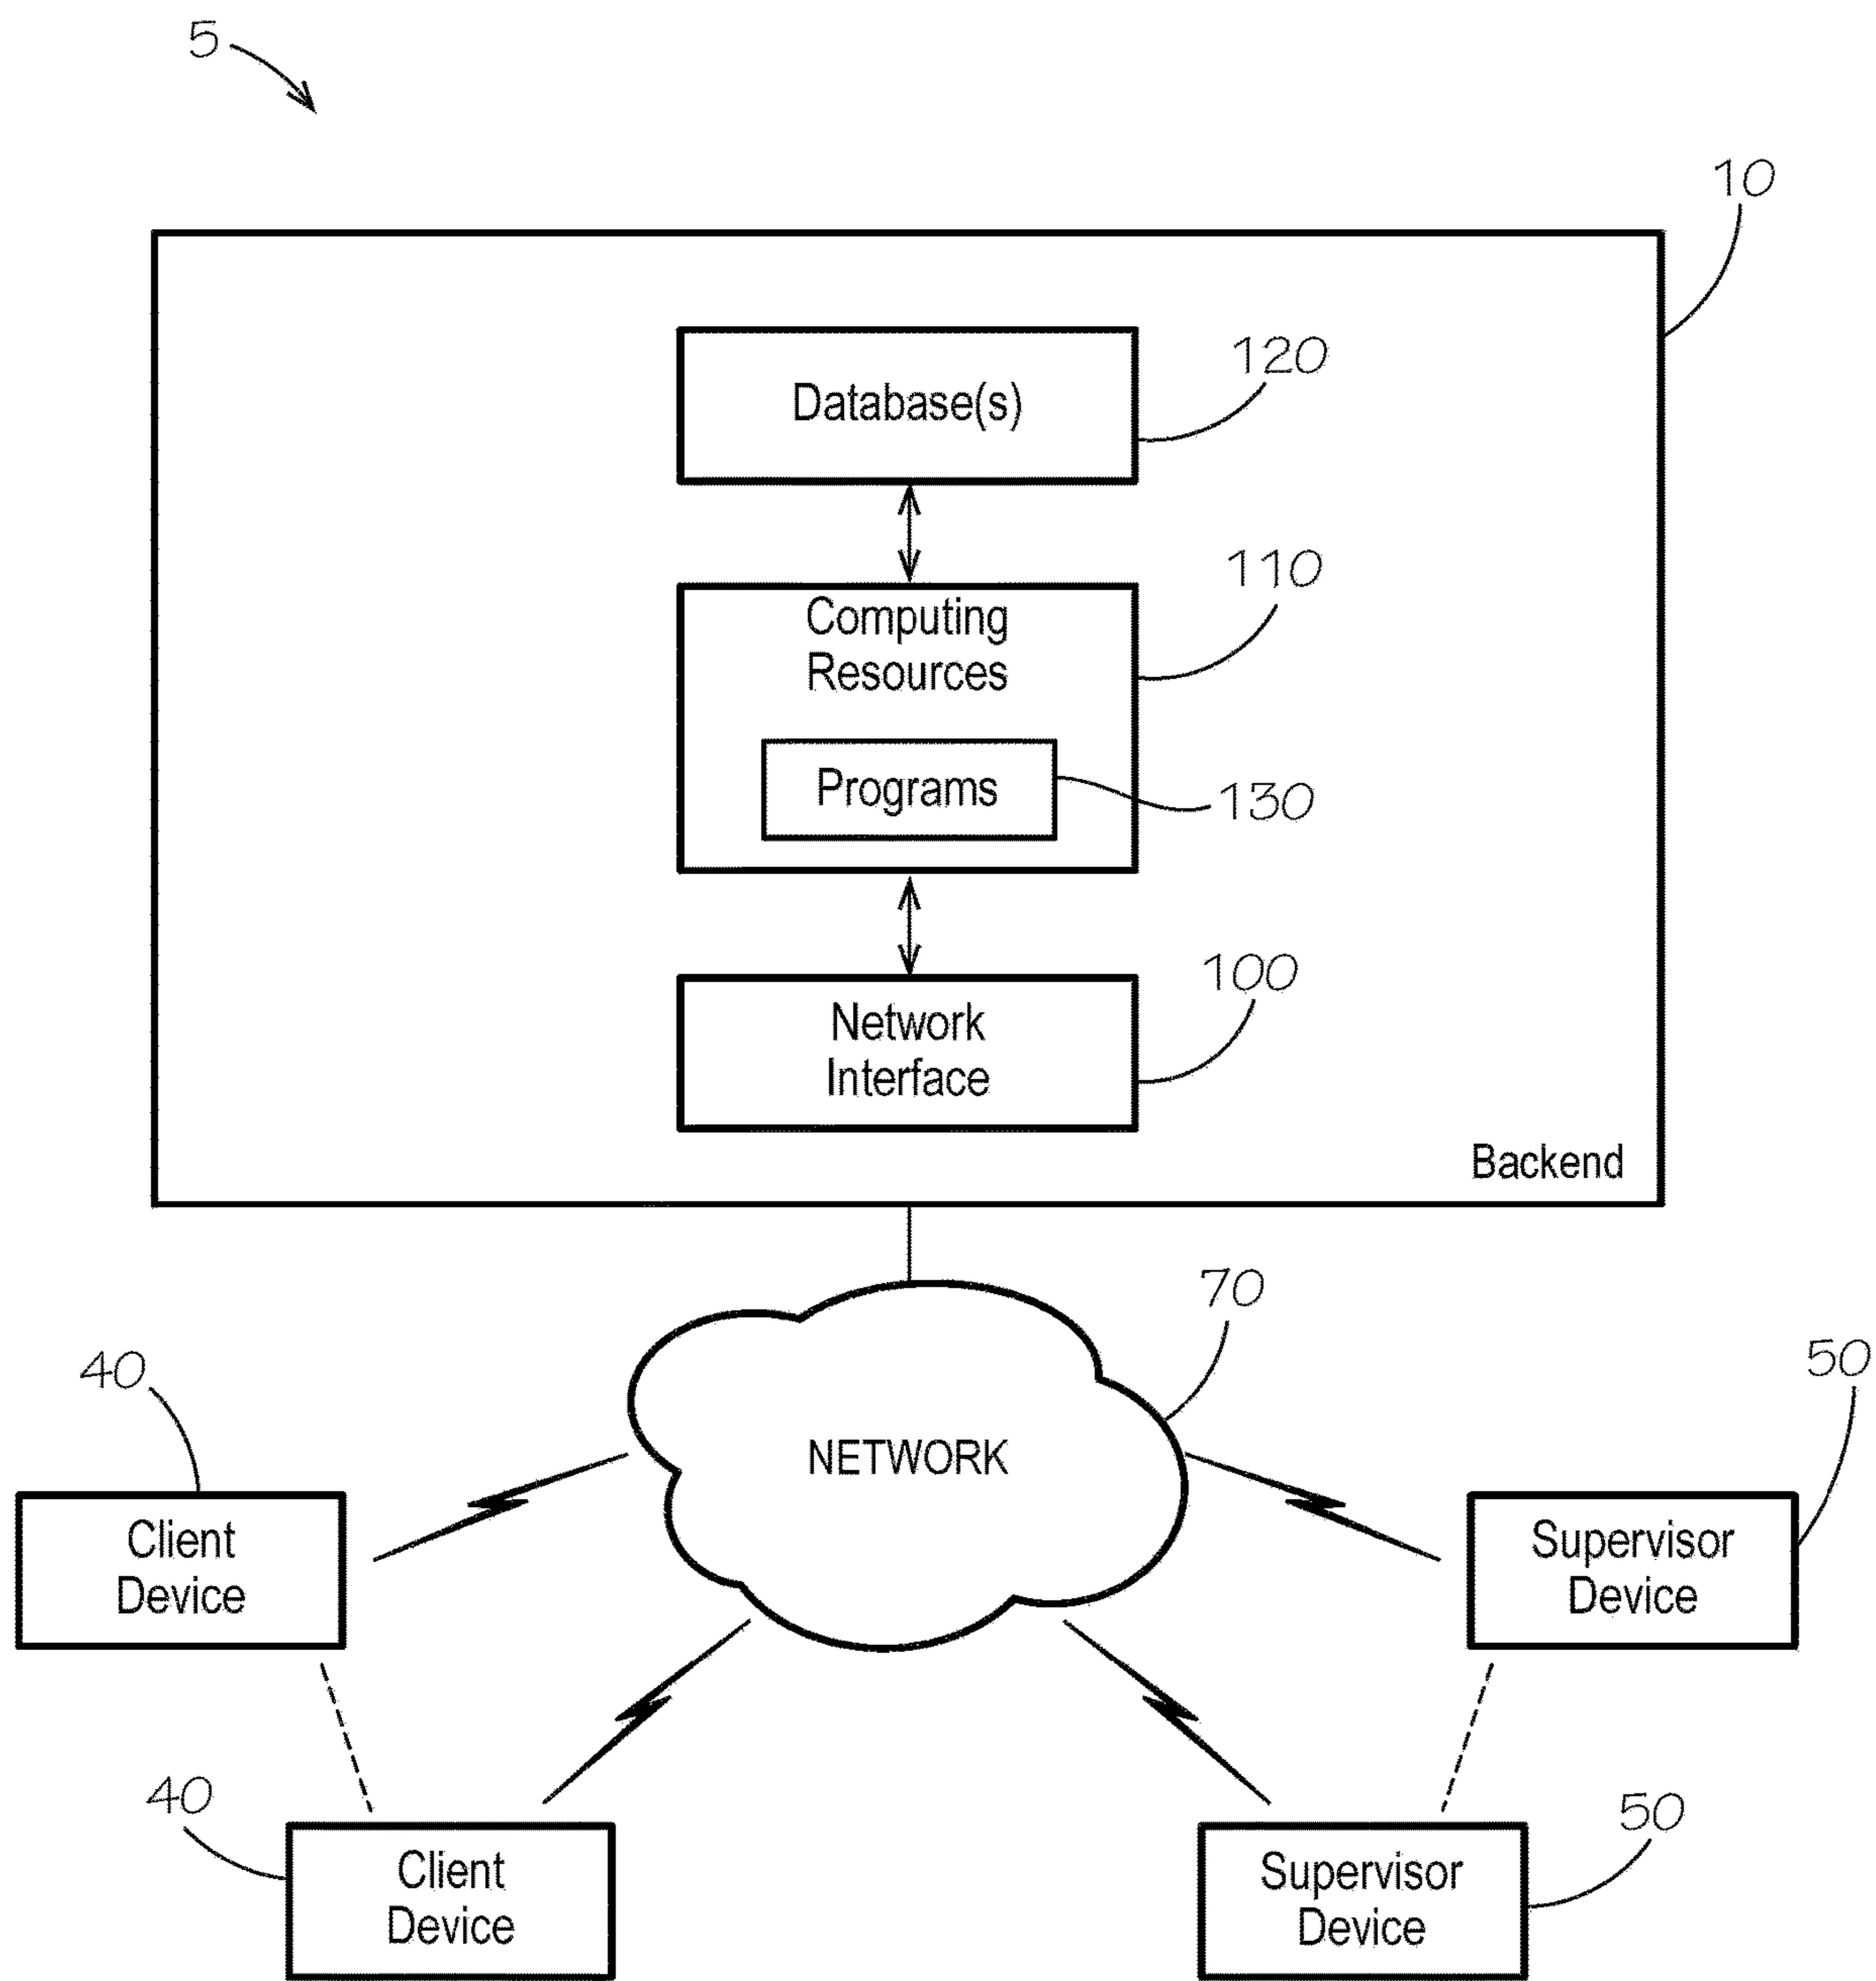 5
10
Database(s)
120
Computing
Resources
110
Programs
130
Network
Interface
100
Backend
70
NETWORK
40
Client
Device
50
Supervisor
Device
40
Client
Device
50
Supervisor
Device